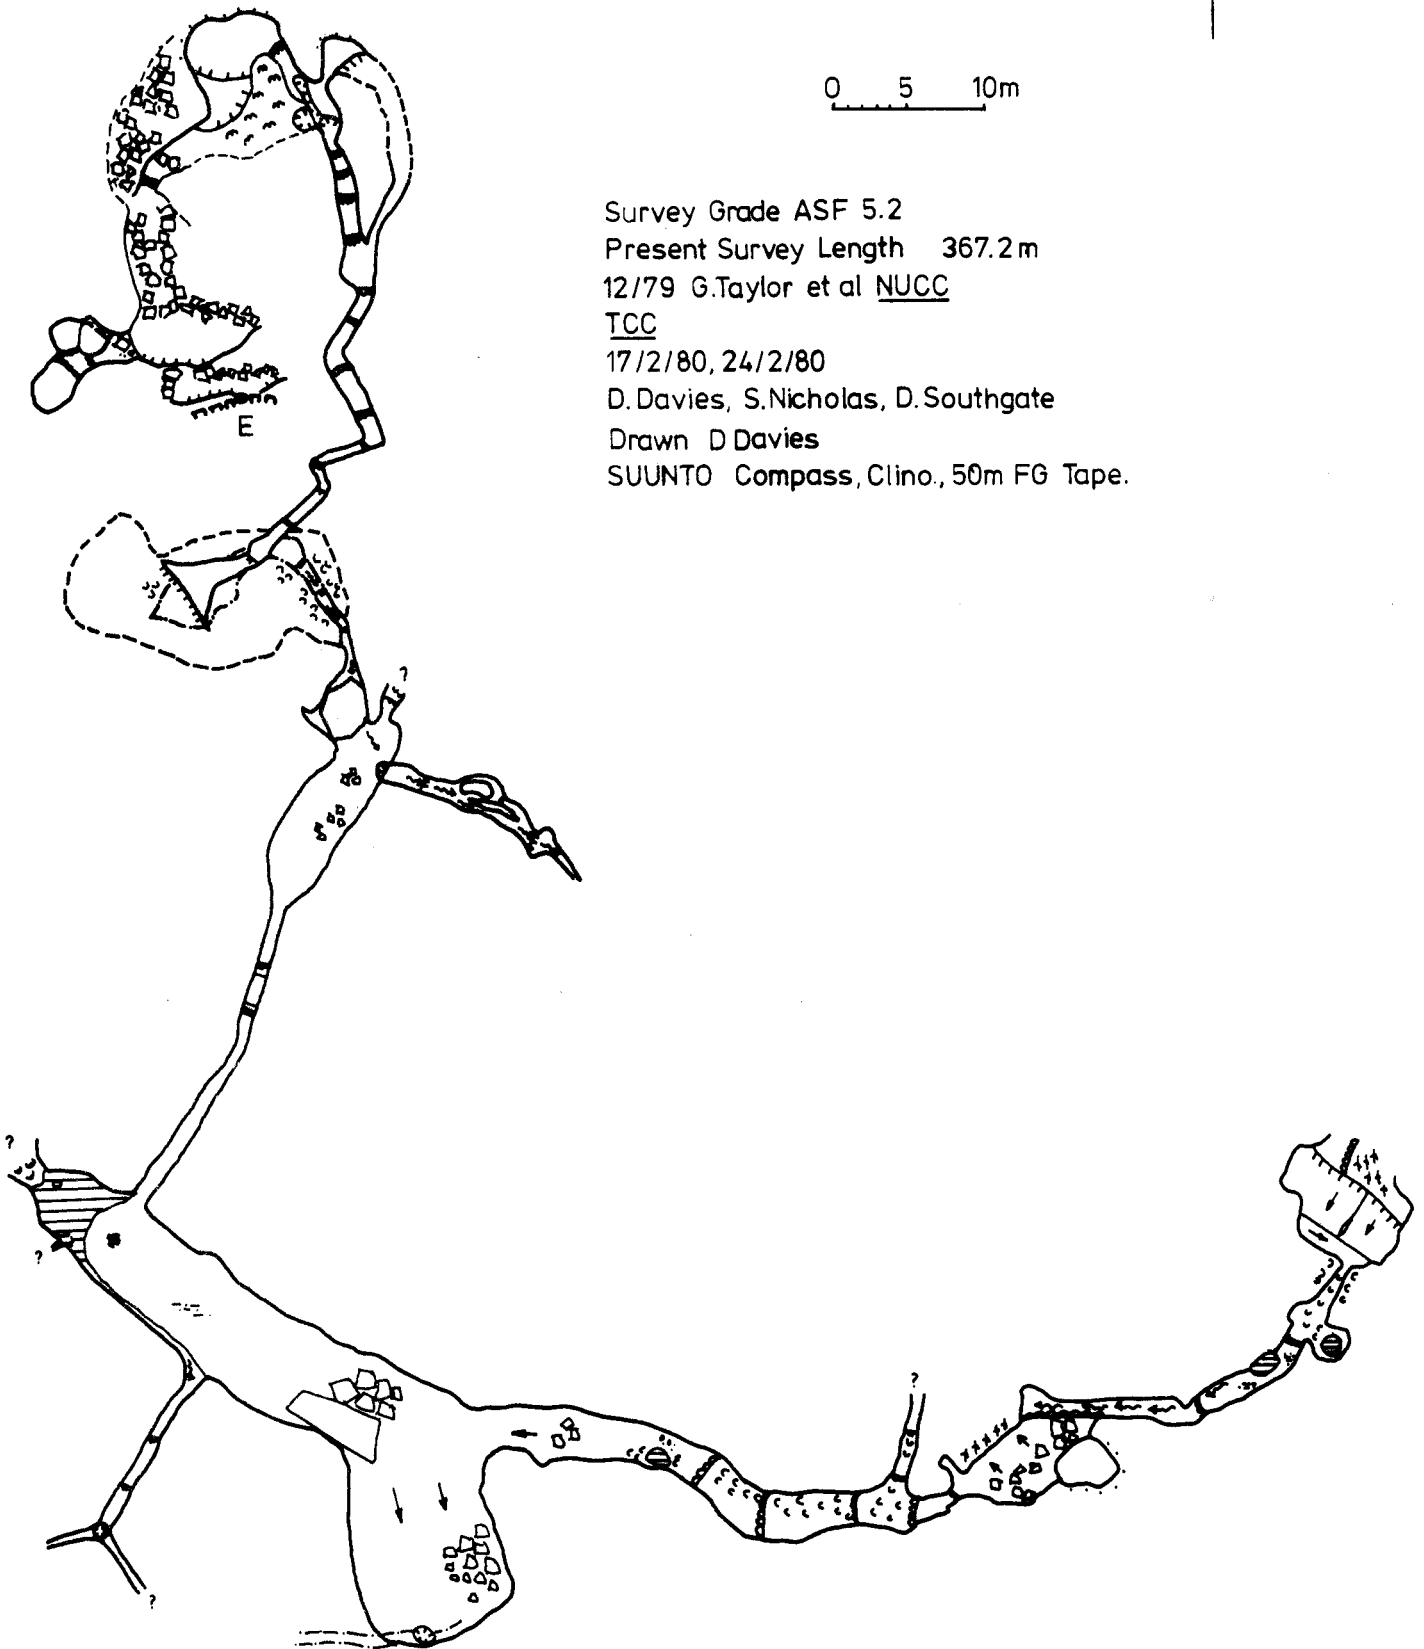 0 5 10m
Survey Grade ASF 5.2
Present Survey Length 367.2m
12/79 G.Taylor et al NUCC
TCC
17/2/80, 24/2/80
D. Davies, S.Nicholas, D.Southgate
Drawn D Davies
SUUNTO Compass, Clino., 50m FG Tape.
E
?
?
?
?
?